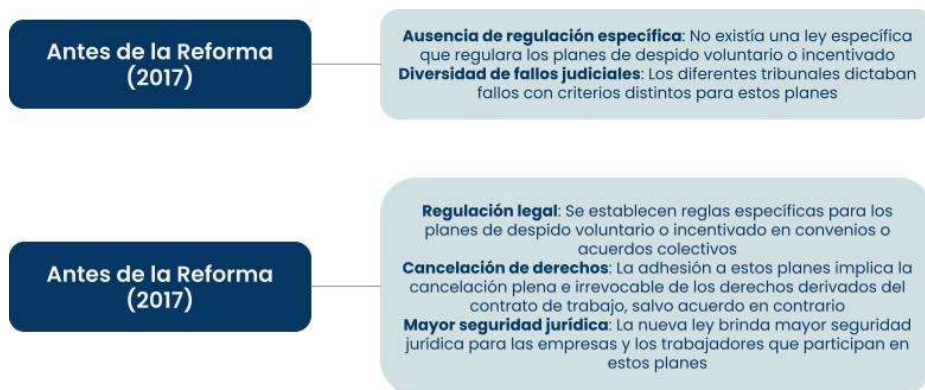 Antes de la Reforma
(2017)
Ausencia de regulación específica: No existía una ley específica
que regulara los planes de despido voluntario o incentivado
Diversidad de fallos judiciales: Los diferentes tribunales dictaban
fallos con criterios distintos para estos planes
Antes de la Reforma
(2017)
Regulación legal: Se establecen reglas específicas para los
planes de despido voluntario o incentivado en convenios o
acuerdos colectivos
Cancelación de derechos: La adhesión a estos planes implica la
cancelación plena e irrevocable de los derechos derivados del
contrato de trabajo, salvo acuerdo en contrario
Mayor seguridad jurídica: La nueva ley brinda mayor seguridad
jurídica para las empresas y los trabajadores que participan en
estos planes